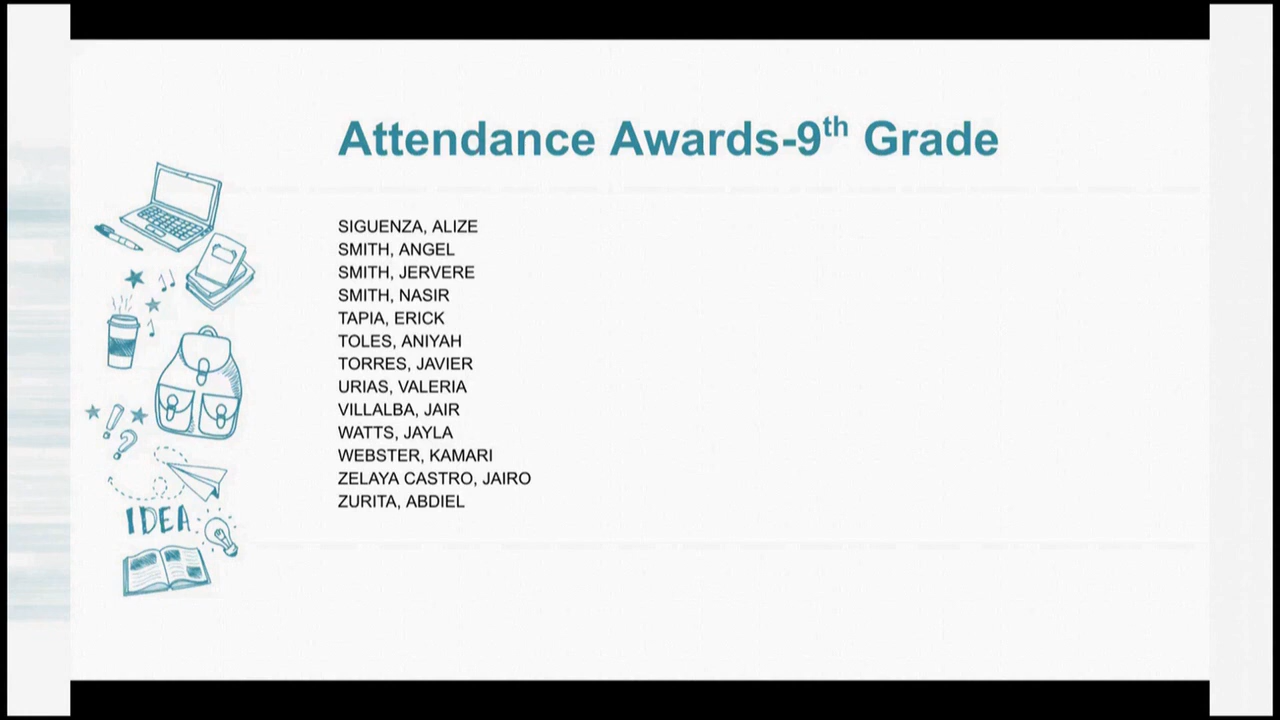 Attendance Awards-9th Grade
SIGUENZA, ALIZE
SMITH, ANGEL
SMITH, JERVERE
SMITH, NASIR
TAPIA, ERICK
TOLES, ANIYAH
TORRES, JAVIER
URIAS, VALERIA
VILLALBA, JAIR
WATTS, JAYLA
WEBSTER, KAMARI
ZELAYA CASTRO, JAIRO
ZURITA, ABDIEL
IDEA